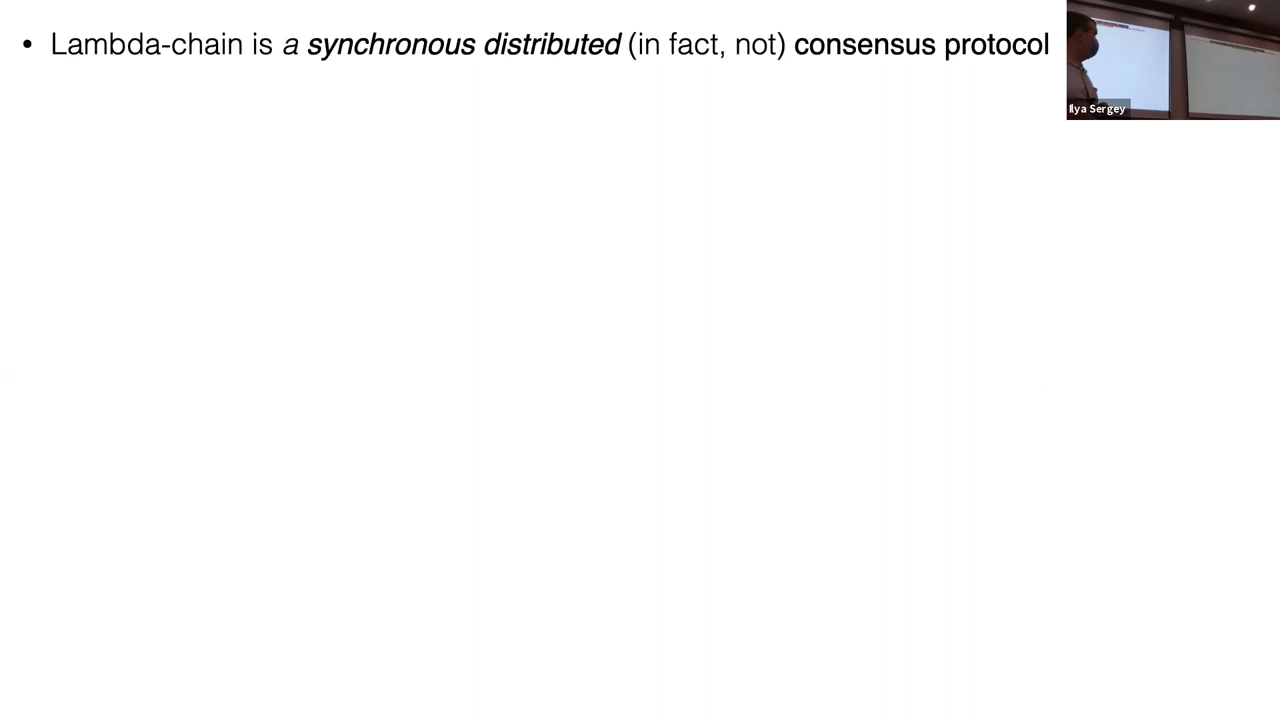 • Lambda-chain is a synchronous distributed (in fact, not) consensus protocol
Ilya Sergey